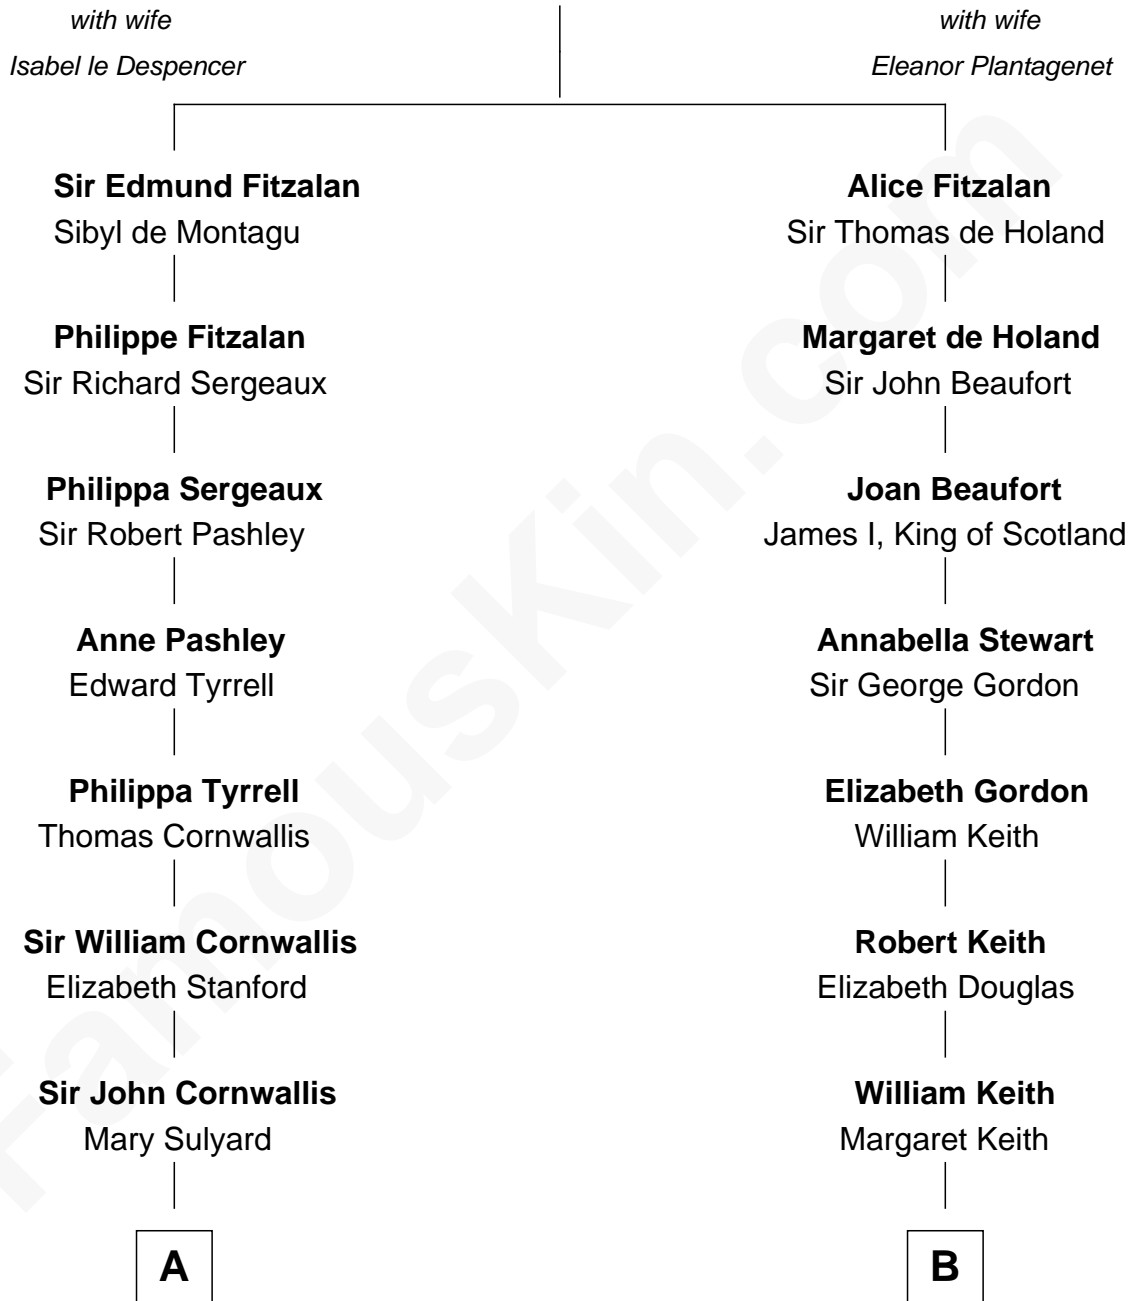 with wife
Isabel le Despencer
with wife
Eleanor Plantagenet
Sir Edmund Fitzalan
Sibyl de Montagu
Alice Fitzalan
Sir Thomas de Holand
Philippe Fitzalan
Sir Richard Sergeaux
Margaret de Holand
Sir John Beaufort
Philippa Sergeaux
Sir Robert Pashley
Joan Beaufort
James I, King of Scotland
Anne Pashley
Edward Tyrrell
Annabella Stewart
Sir George Gordon
Philippa Tyrrell
Thomas Cornwallis
Elizabeth Gordon
William Keith
Sir William Cornwallis
Elizabeth Stanford
Robert Keith
Elizabeth Douglas
Sir John Cornwallis
Mary Sulyard
William Keith
Margaret Keith
A
B
FamousKin.com